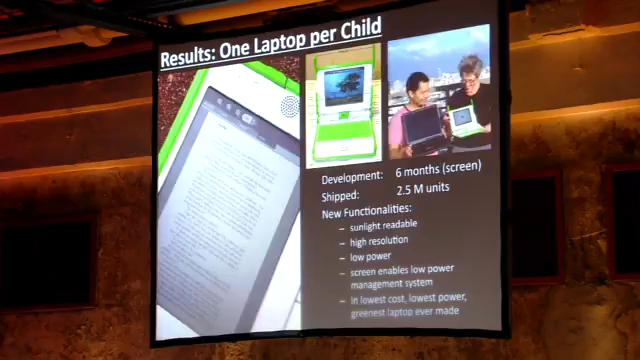 Results: One Laptop per Child
Development: 6 months (screen)
Shipped: 2.5 M units
New Functionalities:
– sunlight readable
– high resolution
– low power
– screen enables low power
management system
– In lowest cost, lowest power,
greenest laptop ever made